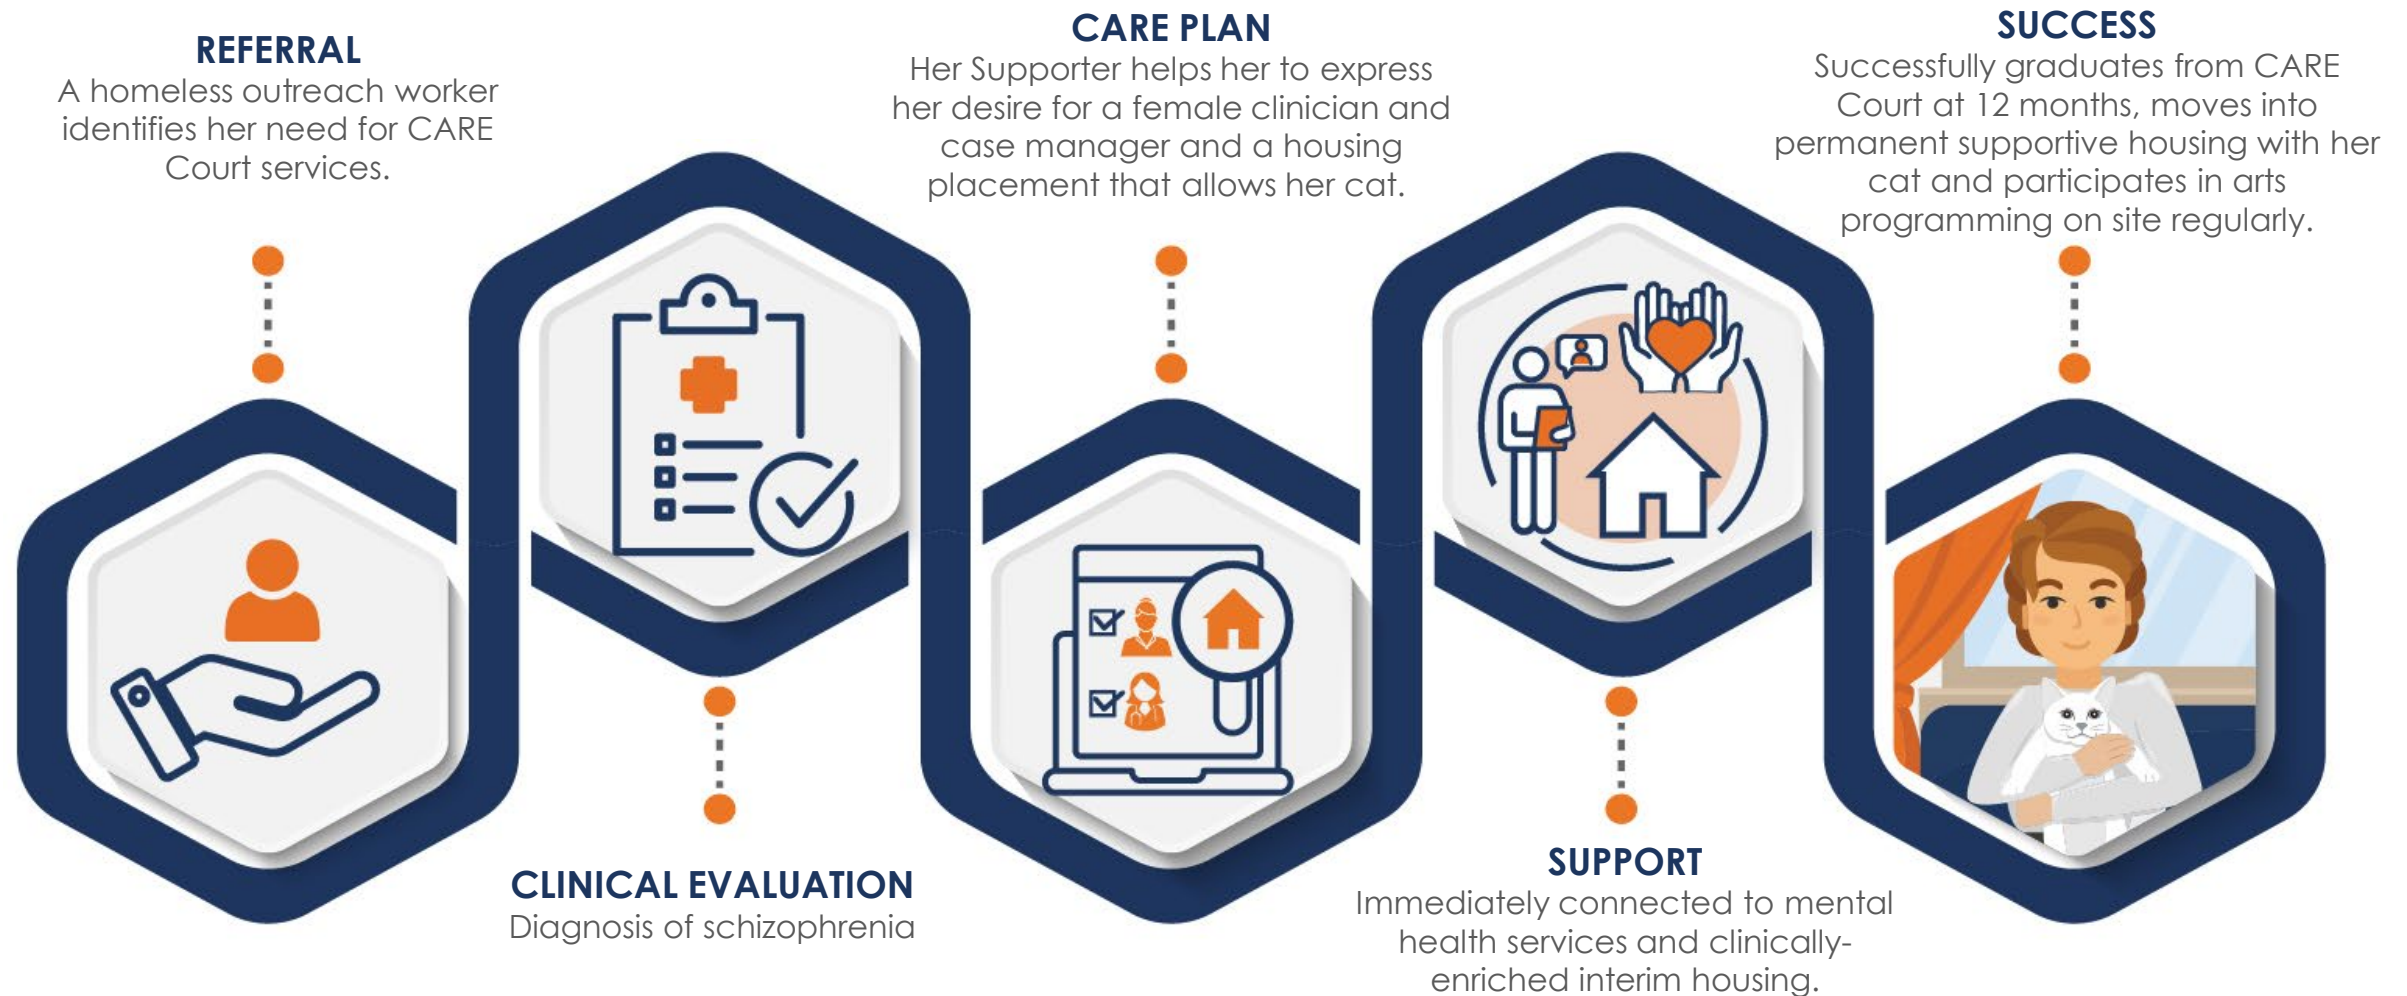 REFERRAL
A homeless outreach worker
identifies her need for CARE
Court services.
CLINICAL EVALUATION
Diagnosis of schizophrenia
CARE PLAN
Her Supporter helps her to express
her desire for a female clinician and
case manager and a housing
placement that allows her cat.
SUPPORT
Immediately connected to mental
health services and clinically-
enriched interim housing.
SUCCESS
Successfully graduates from CARE
Court at 12 months, moves into
permanent supportive housing with her
cat and participates in arts
programming on site regularly.